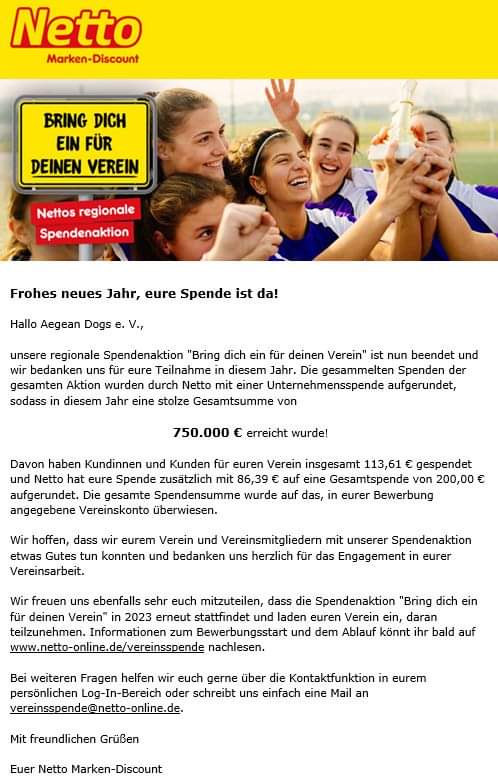 Netto
Marken-Discount
BRING DICH
EIN FÜR
DEINEN VEREIN
Nettos regionale
Spendenaktion
Frohes neues Jahr, eure Spende ist da!
Hallo Aegean Dogs e. V.,
unsere regionale Spendenaktion "Bring dich ein für deinen Verein" ist nun beendet und
wir bedanken uns für eure Teilnahme in diesem Jahr. Die gesammelten Spenden der
gesamten Aktion wurden durch Netto mit einer Unternehmensspende aufgerundet,
sodass in diesem Jahr eine stolze Gesamtsumme von
750.000 € erreicht wurde!
Davon haben Kundinnen und Kunden für euren Verein insgesamt 113,61 € gespendet
und Netto hat eure Spende zusätzlich mit 86,39 € auf eine Gesamtspende von 200,00 €
aufgerundet. Die gesamte Spendensumme wurde auf das, in eurer Bewerbung
angegebene Vereinskonto überwiesen.
Wir hoffen, dass wir eurem Verein und Vereinsmitgliedern mit unserer Spendenaktion
etwas Gutes tun konnten und bedanken uns herzlich für das Engagement in eurer
Vereinsarbeit.
Wir freuen uns ebenfalls sehr euch mitzuteilen, dass die Spendenaktion "Bring dich ein
für deinen Verein" in 2023 erneut stattfindet und laden euren Verein ein, daran
teilzunehmen. Informationen zum Bewerbungsstart und dem Ablauf könnt ihr bald auf
www.netto-online.de/vereinsspende nachlesen.
Bei weiteren Fragen helfen wir euch gerne über die Kontaktfunktion in eurem
persönlichen Log-In-Bereich oder schreibt uns einfach eine Mail an
vereinsspende@netto-online.de.
Mit freundlichen Grüßen
Euer Netto Marken-Discount